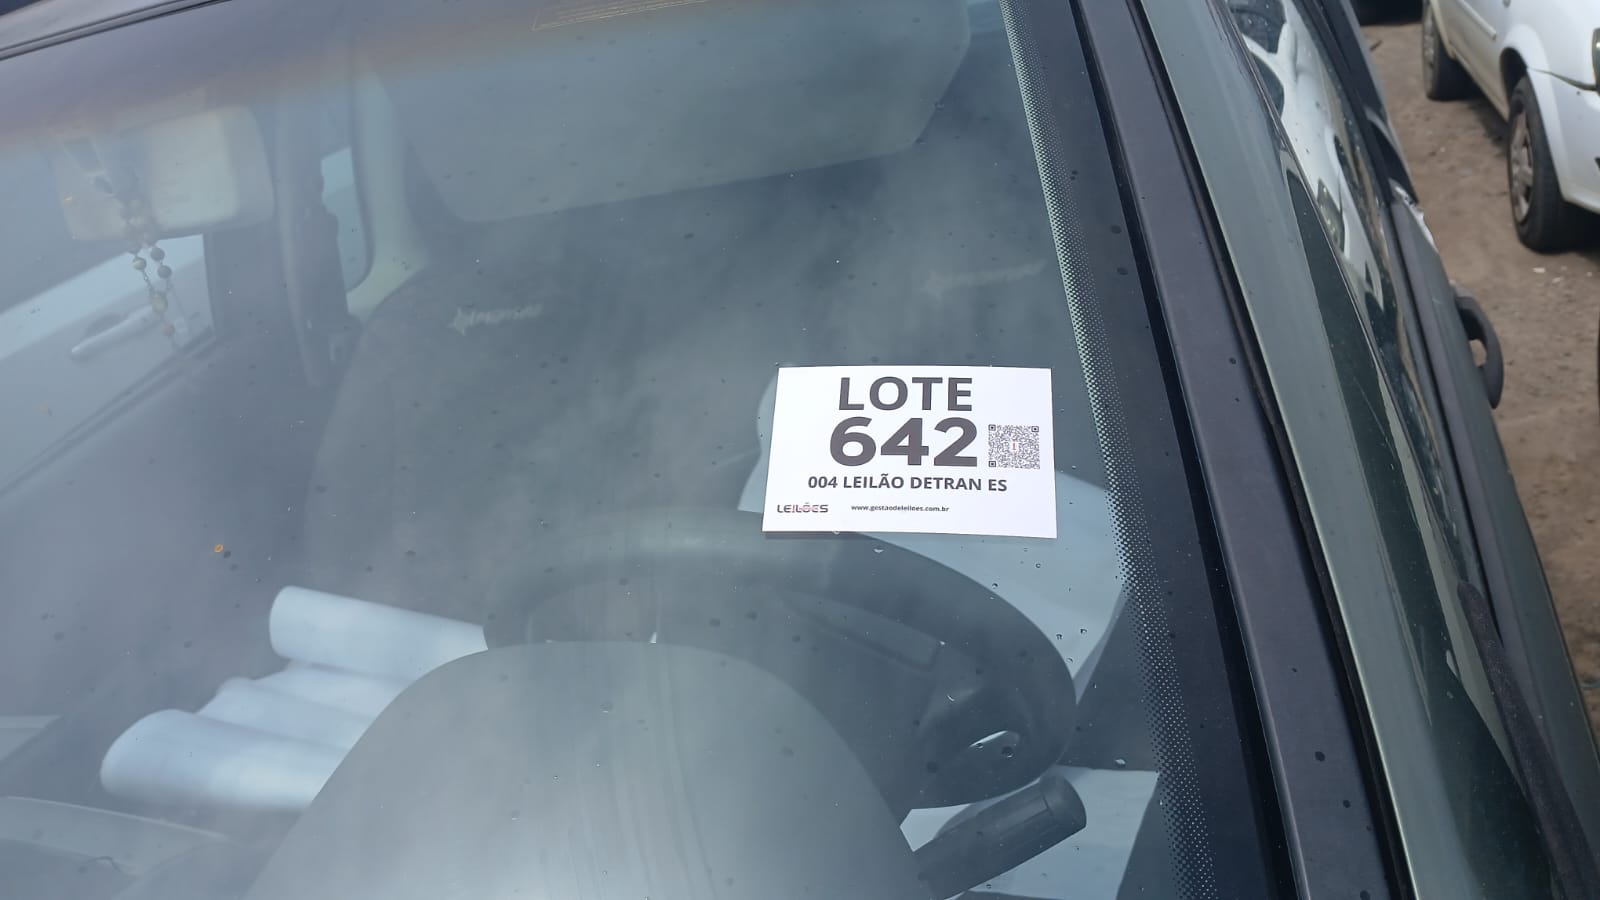 LOTE
642
004 LEILÃO DETRAN ES
LEILÕES www.gestaodeleiloes.com.br